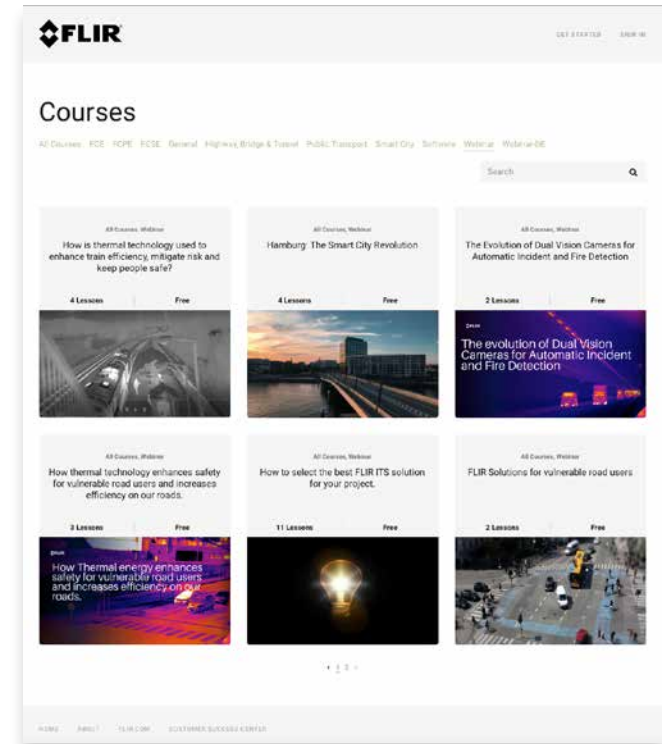 FLIR
GET STARTED SIGN IN
Courses
All Courses FCE FCPE FCSE General Highway, Bridge & Tunnel Public Transport Smart City Software Webinar Webinar-DE
Search
All Courses, Webinar
How is thermal technology used to
enhance train efficiency, mitigate risk and
keep people safe?
4 Lessons Free
All Courses, Webinar
Hamburg: The Smart City Revolution
4 Lessons Free
All Courses, Webinar
The Evolution of Dual Vision Cameras for
Automatic Incident and Fire Detection
2 Lessons Free
The evolution of Dual Vision
Cameras for Automatic Incident
and Fire Detection
All Courses, Webinar
How thermal technology enhances safety
for vulnerable road users and increases
efficiency on our roads.
3 Lessons Free
How Thermal energy enhances
safety for vulnerable road users
and increases efficiency on our
roads.
All Courses, Webinar
How to select the best FLIR ITS solution
for your project.
11 Lessons Free
All Courses, Webinar
FLIR Solutions for vulnerable road users
2 Lessons Free
1 2
HOME ABOUT FLIR.COM CUSTOMER SUCCESS CENTER